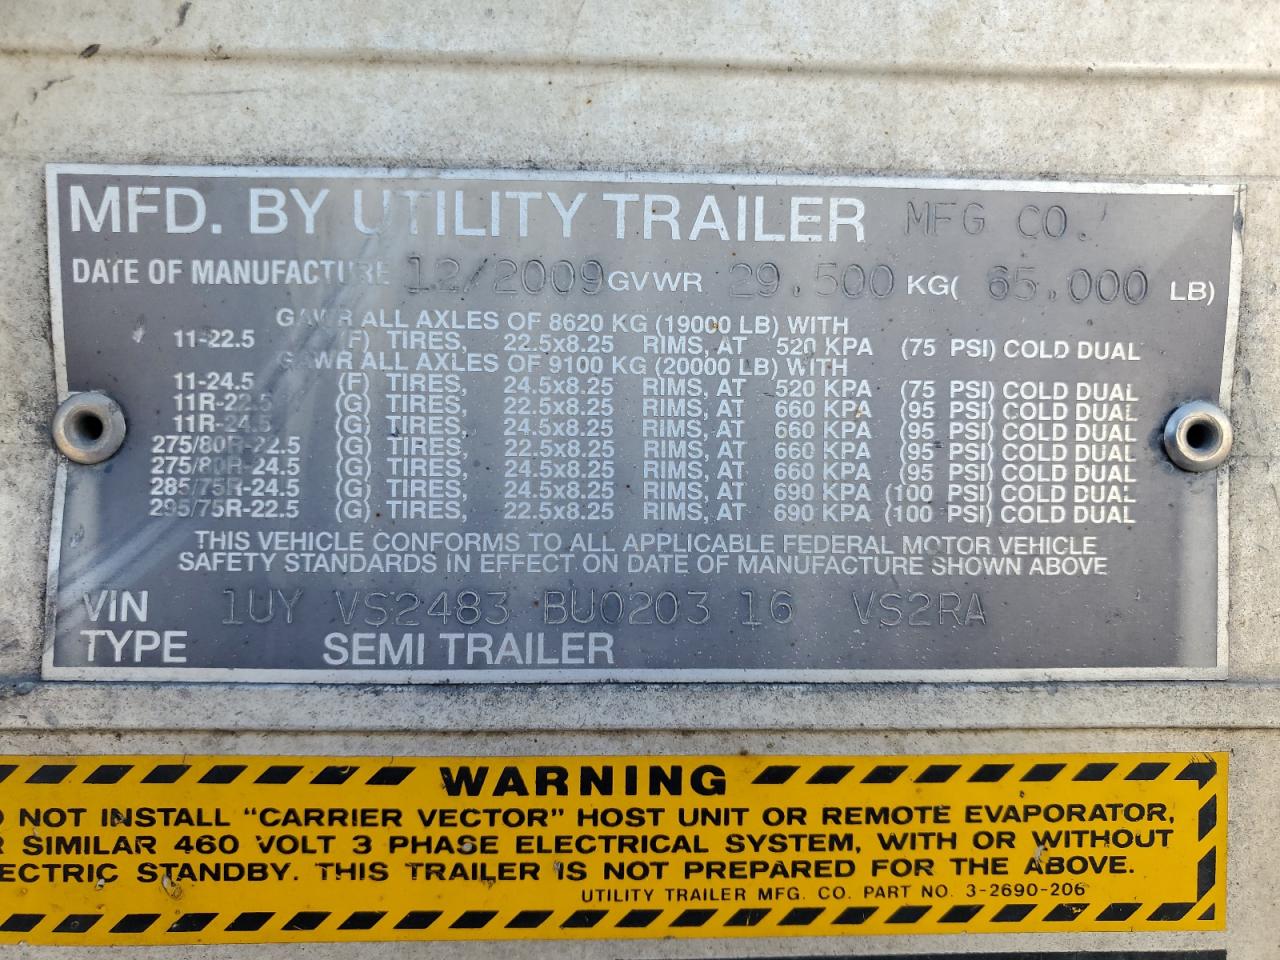 MFD. BY UTILITY TRAILER MFG CO.
DATE OF MANUFACTURE 12/2009 GVWR 29.500 KG( 65.000 LB)
GAWR ALL AXLES OF 8620 KG (19000 LB) WITH
11-22.5 (F) TIRES, 22.5x8.25 RIMS, AT 520 KPA (75 PSI) COLD DUAL
GAWR ALL AXLES OF 9100 KG (20000 LB) WITH
11-24.5 (F) TIRES, 24.5x8.25 RIMS, AT 520 KPA (75 PSI) COLD DUAL
11R-22.5 (G) TIRES, 22.5x8.25 RIMS, AT 660 KPA (95 PSI) COLD DUAL
11R-24.5 (G) TIRES, 24.5x8.25 RIMS, AT 660 KPA (95 PSI) COLD DUAL
275/80R-22.5 (G) TIRES, 22.5x8.25 RIMS, AT 660 KPA (95 PSI) COLD DUAL
275/80R-24.5 (G) TIRES, 24.5x8.25 RIMS, AT 660 KPA (95 PSI) COLD DUAL
285/75R-24.5 (G) TIRES, 24.5x8.25 RIMS, AT 690 KPA (100 PSI) COLD DUAL
295/75R-22.5 (G) TIRES, 22.5x8.25 RIMS, AT 690 KPA (100 PSI) COLD DUAL
THIS VEHICLE CONFORMS TO ALL APPLICABLE FEDERAL MOTOR VEHICLE
SAFETY STANDARDS IN EFFECT ON DATE OF MANUFACTURE SHOWN ABOVE
VIN 1UY VS2483 BU0203 16 VS2RA
TYPE SEMI TRAILER
WARNING
O NOT INSTALL "CARRIER VECTOR" HOST UNIT OR REMOTE EVAPORATOR,
R SIMILAR 460 VOLT 3 PHASE ELECTRICAL SYSTEM, WITH OR WITHOUT
ECTRIC STANDBY. THIS TRAILER IS NOT PREPARED FOR THE ABOVE.
UTILITY TRAILER MFG. CO. PART NO. 3-2690-206